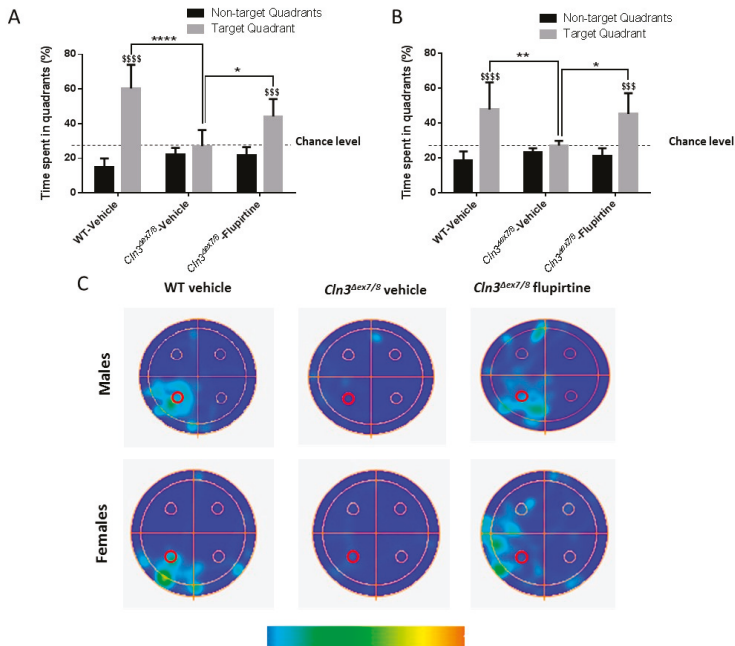 A
Non-target Quadrants
Target Quadrant
Time spent in quadrants (%)
80
60
40
20
0
$$$$
****
*
$$$
Chance level
WT-Vehicle
Cln3Δex7/8-Vehicle
Cln3Δex7/8-Flupirtine
B
Non-target Quadrants
Target Quadrant
Time spent in quadrants (%)
80
60
40
20
0
$$$$
**
*
$$$
Chance level
WT-Vehicle
Cln3Δex7/8-Vehicle
Cln3Δex7/8-Flupirtine
C
WT vehicle
Cln3Δex7/8 vehicle
Cln3Δex7/8 flupirtine
Males
Females